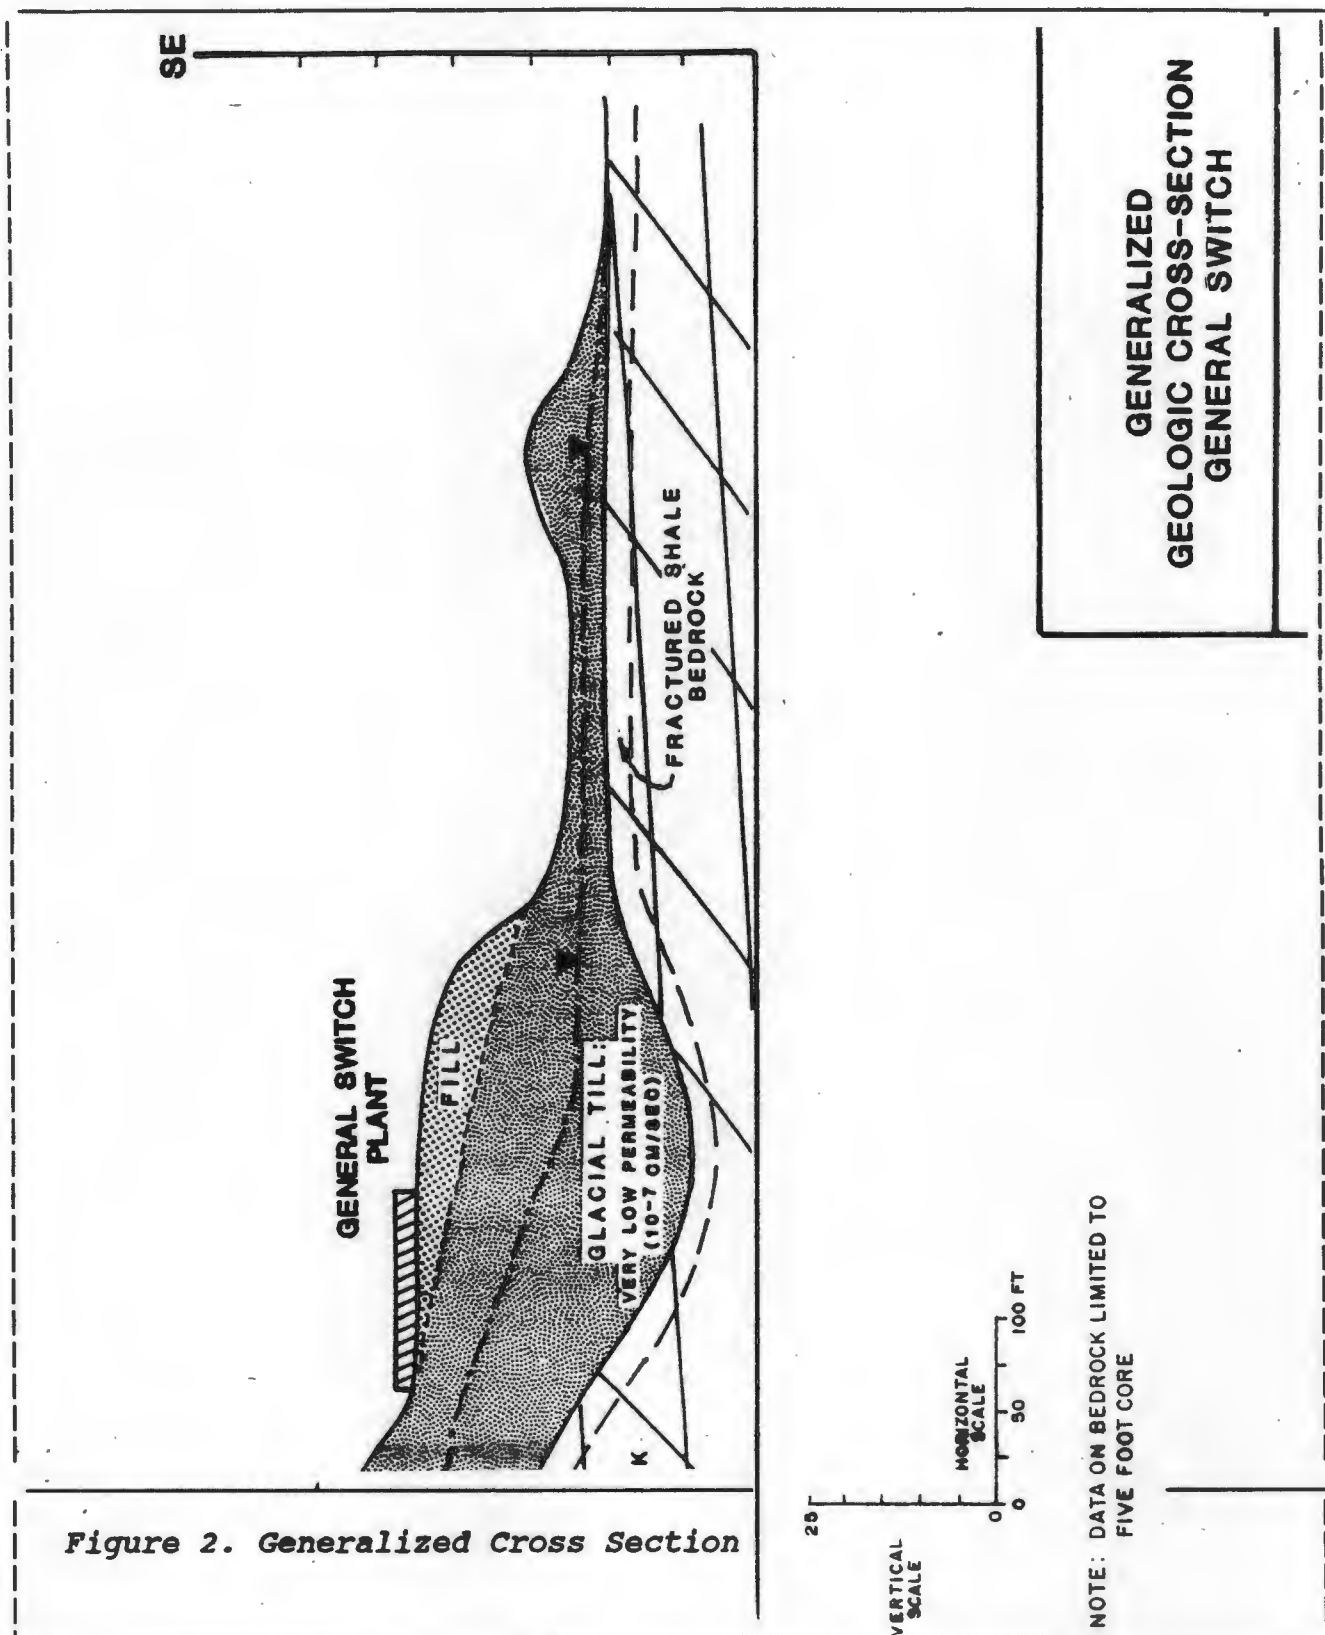 SE
GENERAL SWITCH
PLANT
FILL
GLACIAL TILL:
VERY LOW PERMEABILITY
(10-7 CM/SEC)
FRACTURED SHALE
BEDROCK
K
GENERALIZED
GEOLOGIC CROSS-SECTION
GENERAL SWITCH
25
0
VERTICAL
SCALE
HORIZONTAL
SCALE
0 50 100 FT
NOTE: DATA ON BEDROCK LIMITED TO
FIVE FOOT CORE
Figure 2. Generalized Cross Section